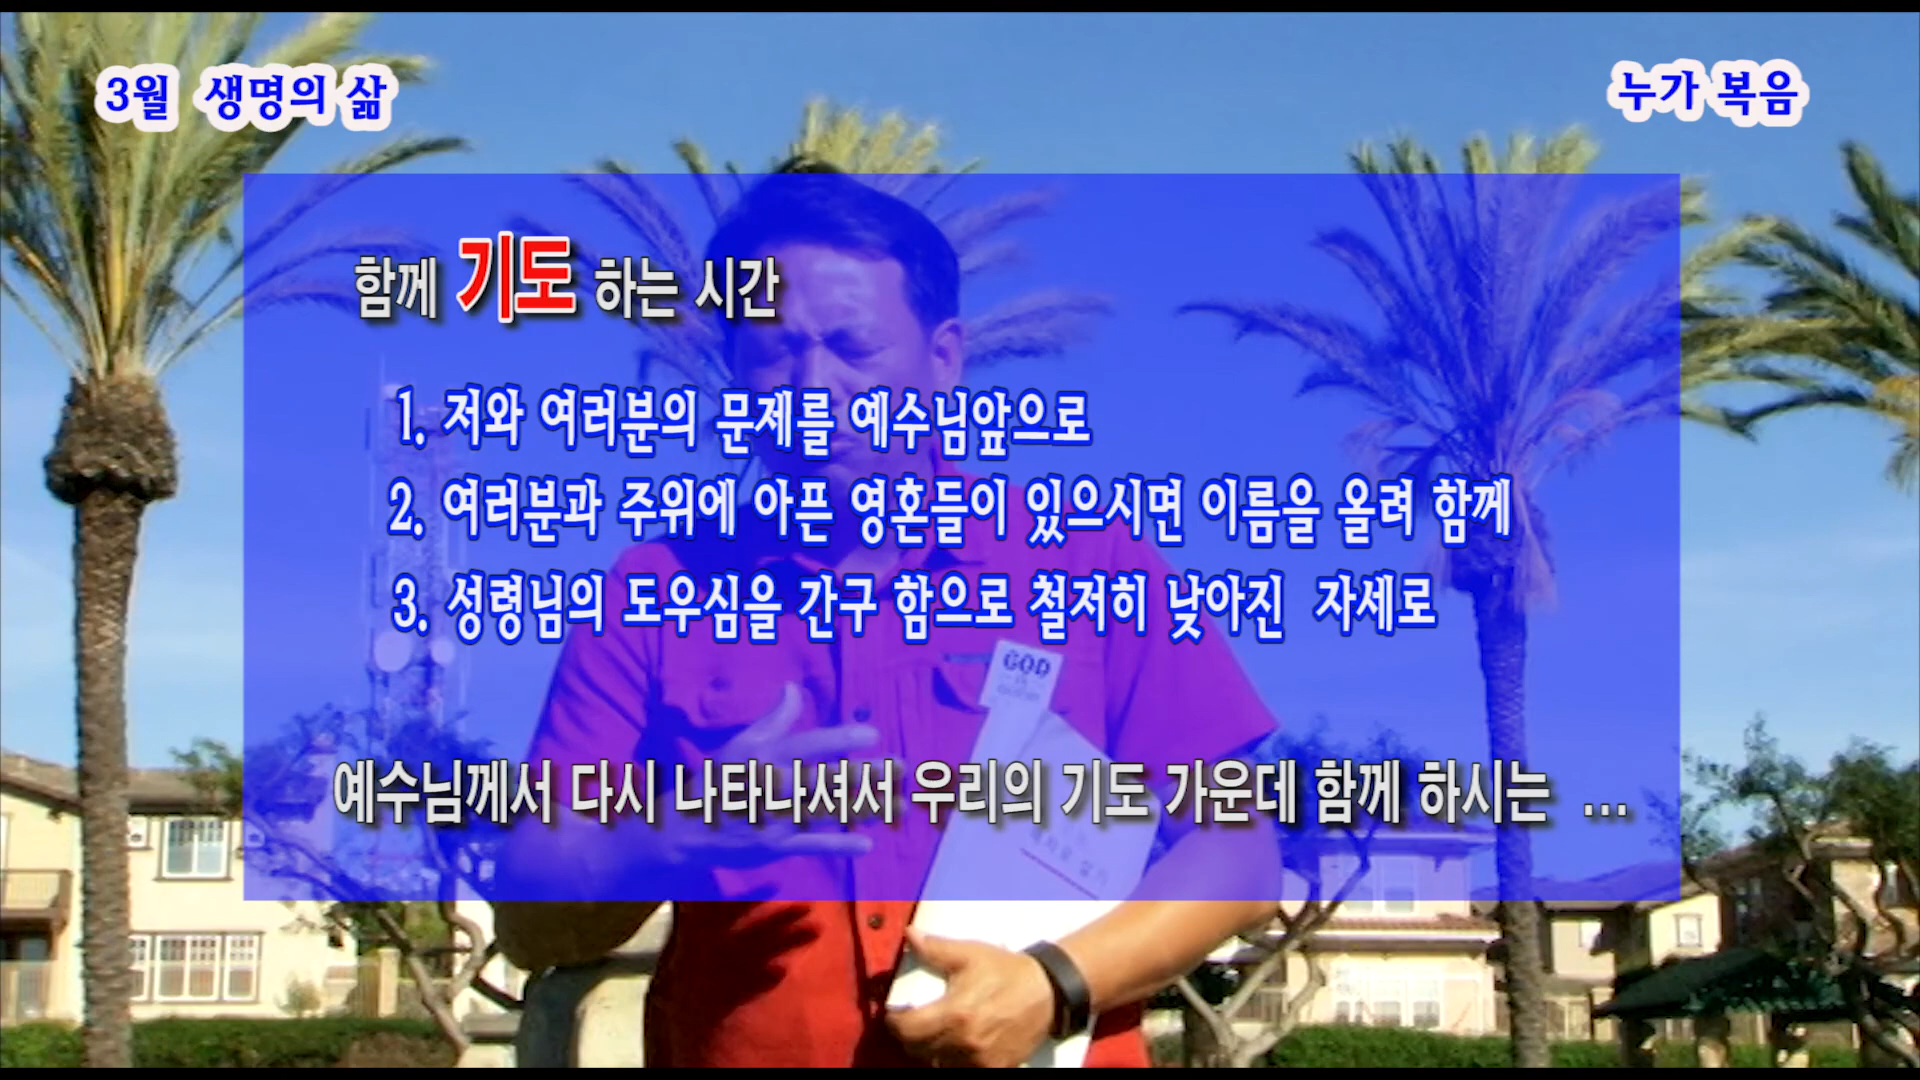 3월 생명의 삶
누가 복음
함께 기도 하는 시간
1. 저와 여러분의 문제를 예수님앞으로
2. 여러분과 주위에 아픈 영혼들이 있으시면 이름을 올려 함께
3. 성령님의 도우심을 간구 함으로 철저히 낮아진 자세로
GOD
예수님께서 다시 나타나셔서 우리의 기도 가운데 함께 하시는 ...